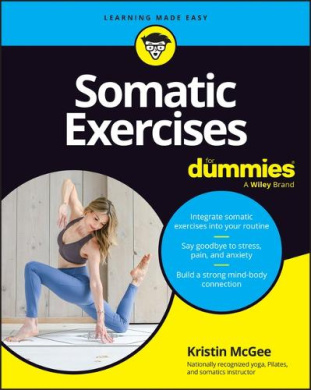 LEARNING MADE EASY
Somatic
Exercises
for
dummies
A Wiley Brand
Integrate somatic
exercises into your routine
Say goodbye to stress,
pain, and anxiety
Build a strong mind-body
connection
Kristin McGee
Nationally recognized yoga, Pilates,
and somatics instructor